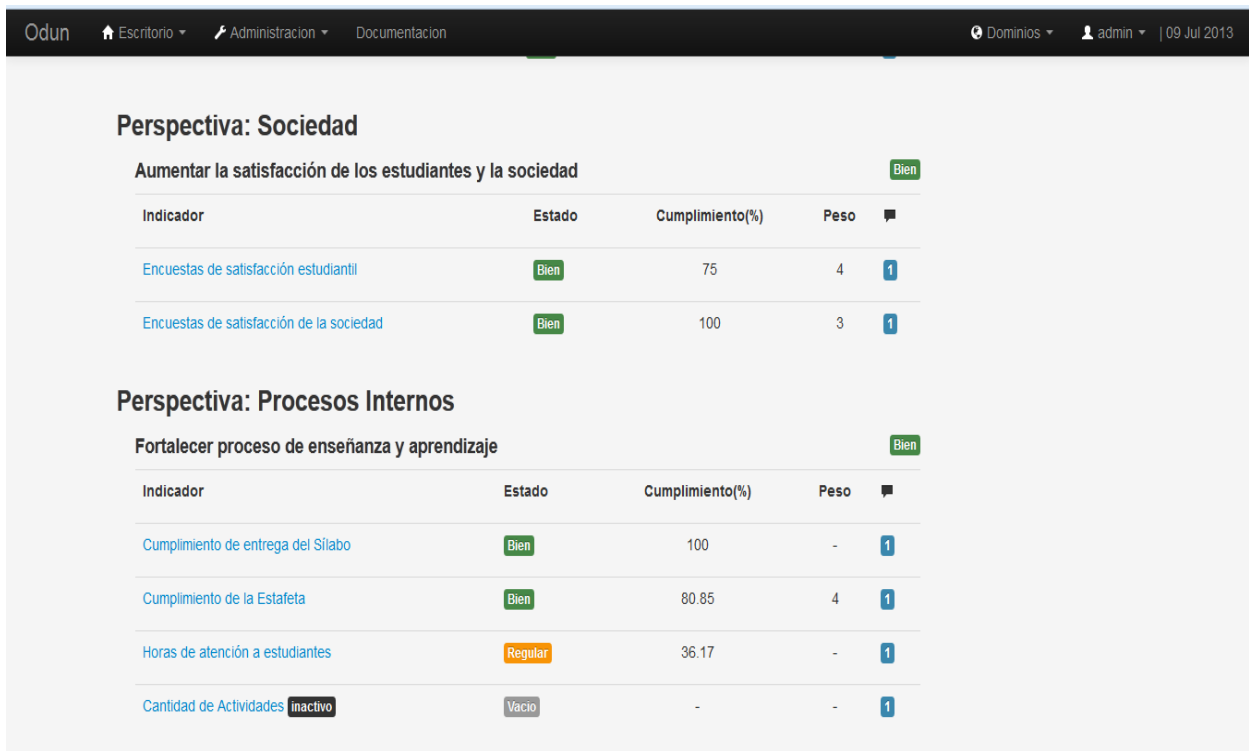 Odun Escritorio Administracion Documentacion Dominios admin | 09 Jul 2013
Perspectiva: Sociedad
Aumentar la satisfacción de los estudiantes y la sociedad Bien
Indicador Estado Cumplimiento(%) Peso
Encuestas de satisfacción estudiantil Bien 75 4 1
Encuestas de satisfacción de la sociedad Bien 100 3 1
Perspectiva: Procesos Internos
Fortalecer proceso de enseñanza y aprendizaje Bien
Indicador Estado Cumplimiento(%) Peso
Cumplimiento de entrega del Sílabo Bien 100 - 1
Cumplimiento de la Estafeta Bien 80.85 4 1
Horas de atención a estudiantes Regular 36.17 - 1
Cantidad de Actividades inactivo Vacio - - 1